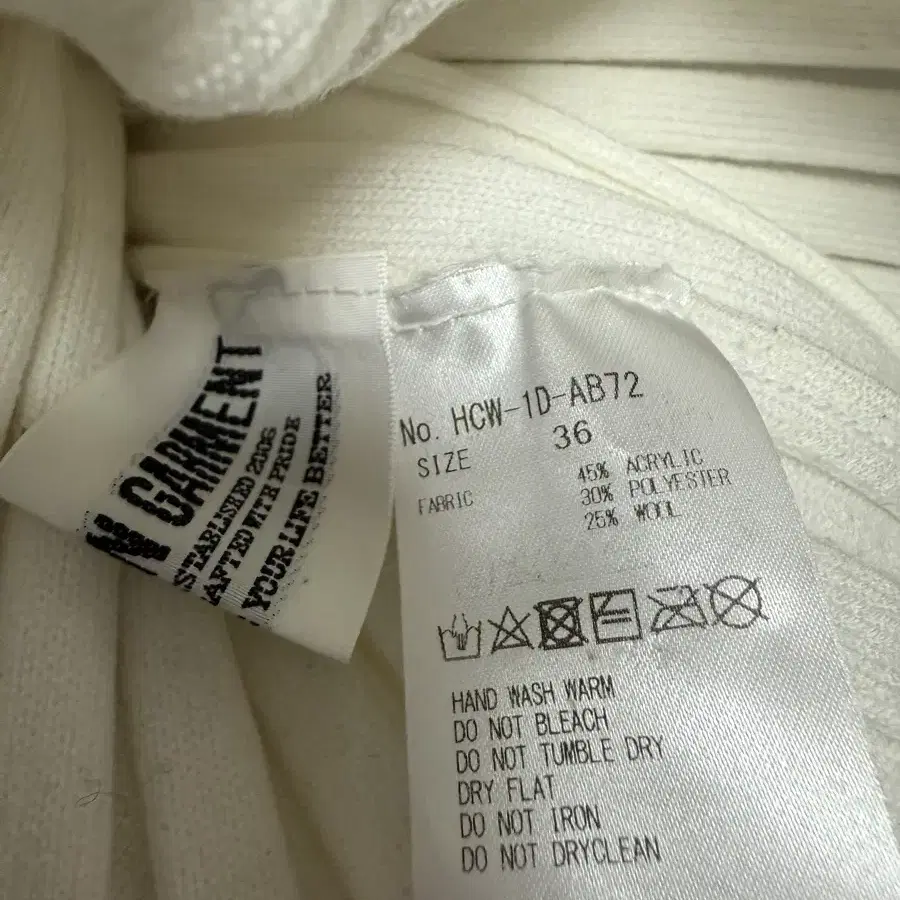 GARMENT
ESTABLISHED 2006
CRAFTED WITH PRIDE
YOUR LIFE BETTER
No. HCW-1D-AB72
SIZE 36
FABRIC 45% ACRYLIC
30% POLYESTER
25% WOOL
HAND WASH WARM
DO NOT BLEACH
DO NOT TUMBLE DRY
DRY FLAT
DO NOT IRON
DO NOT DRYCLEAN